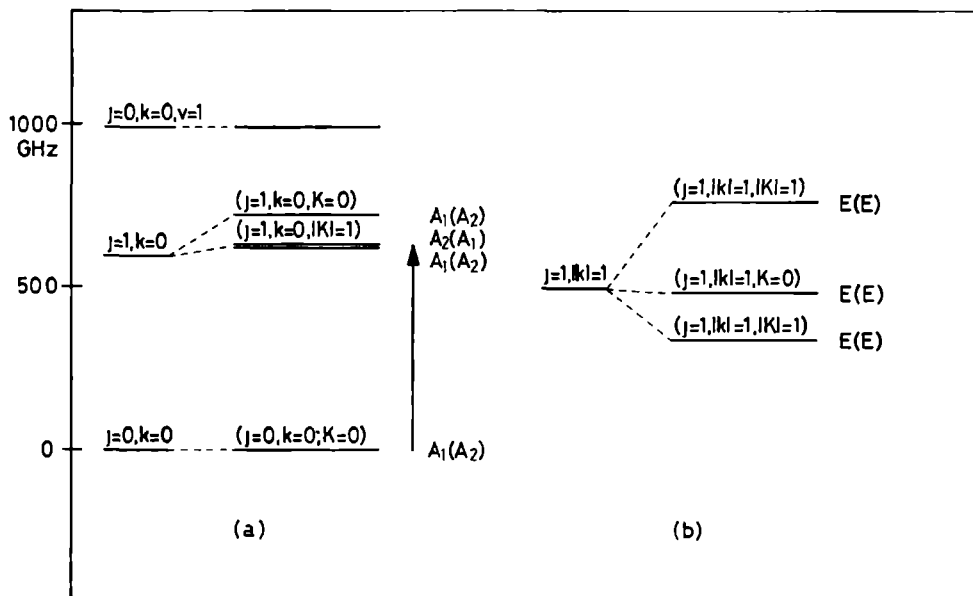 j=0,k=0,v=1
1000
GHz
(j=1,k=0,K=0)
A₁(A₂)
(j=1,k=0,|K|=1)
A₂(A₁)
j=1,k=0
A₁(A₂)
500
j=0,k=0
(j=0,k=0;K=0)
0
A₁(A₂)
(a)
(j=1,|k|=1,|K|=1)
E(E)
j=1,|k|=1
(j=1,|k|=1,K=0)
E(E)
(j=1,|k|=1,|K|=1)
E(E)
(b)